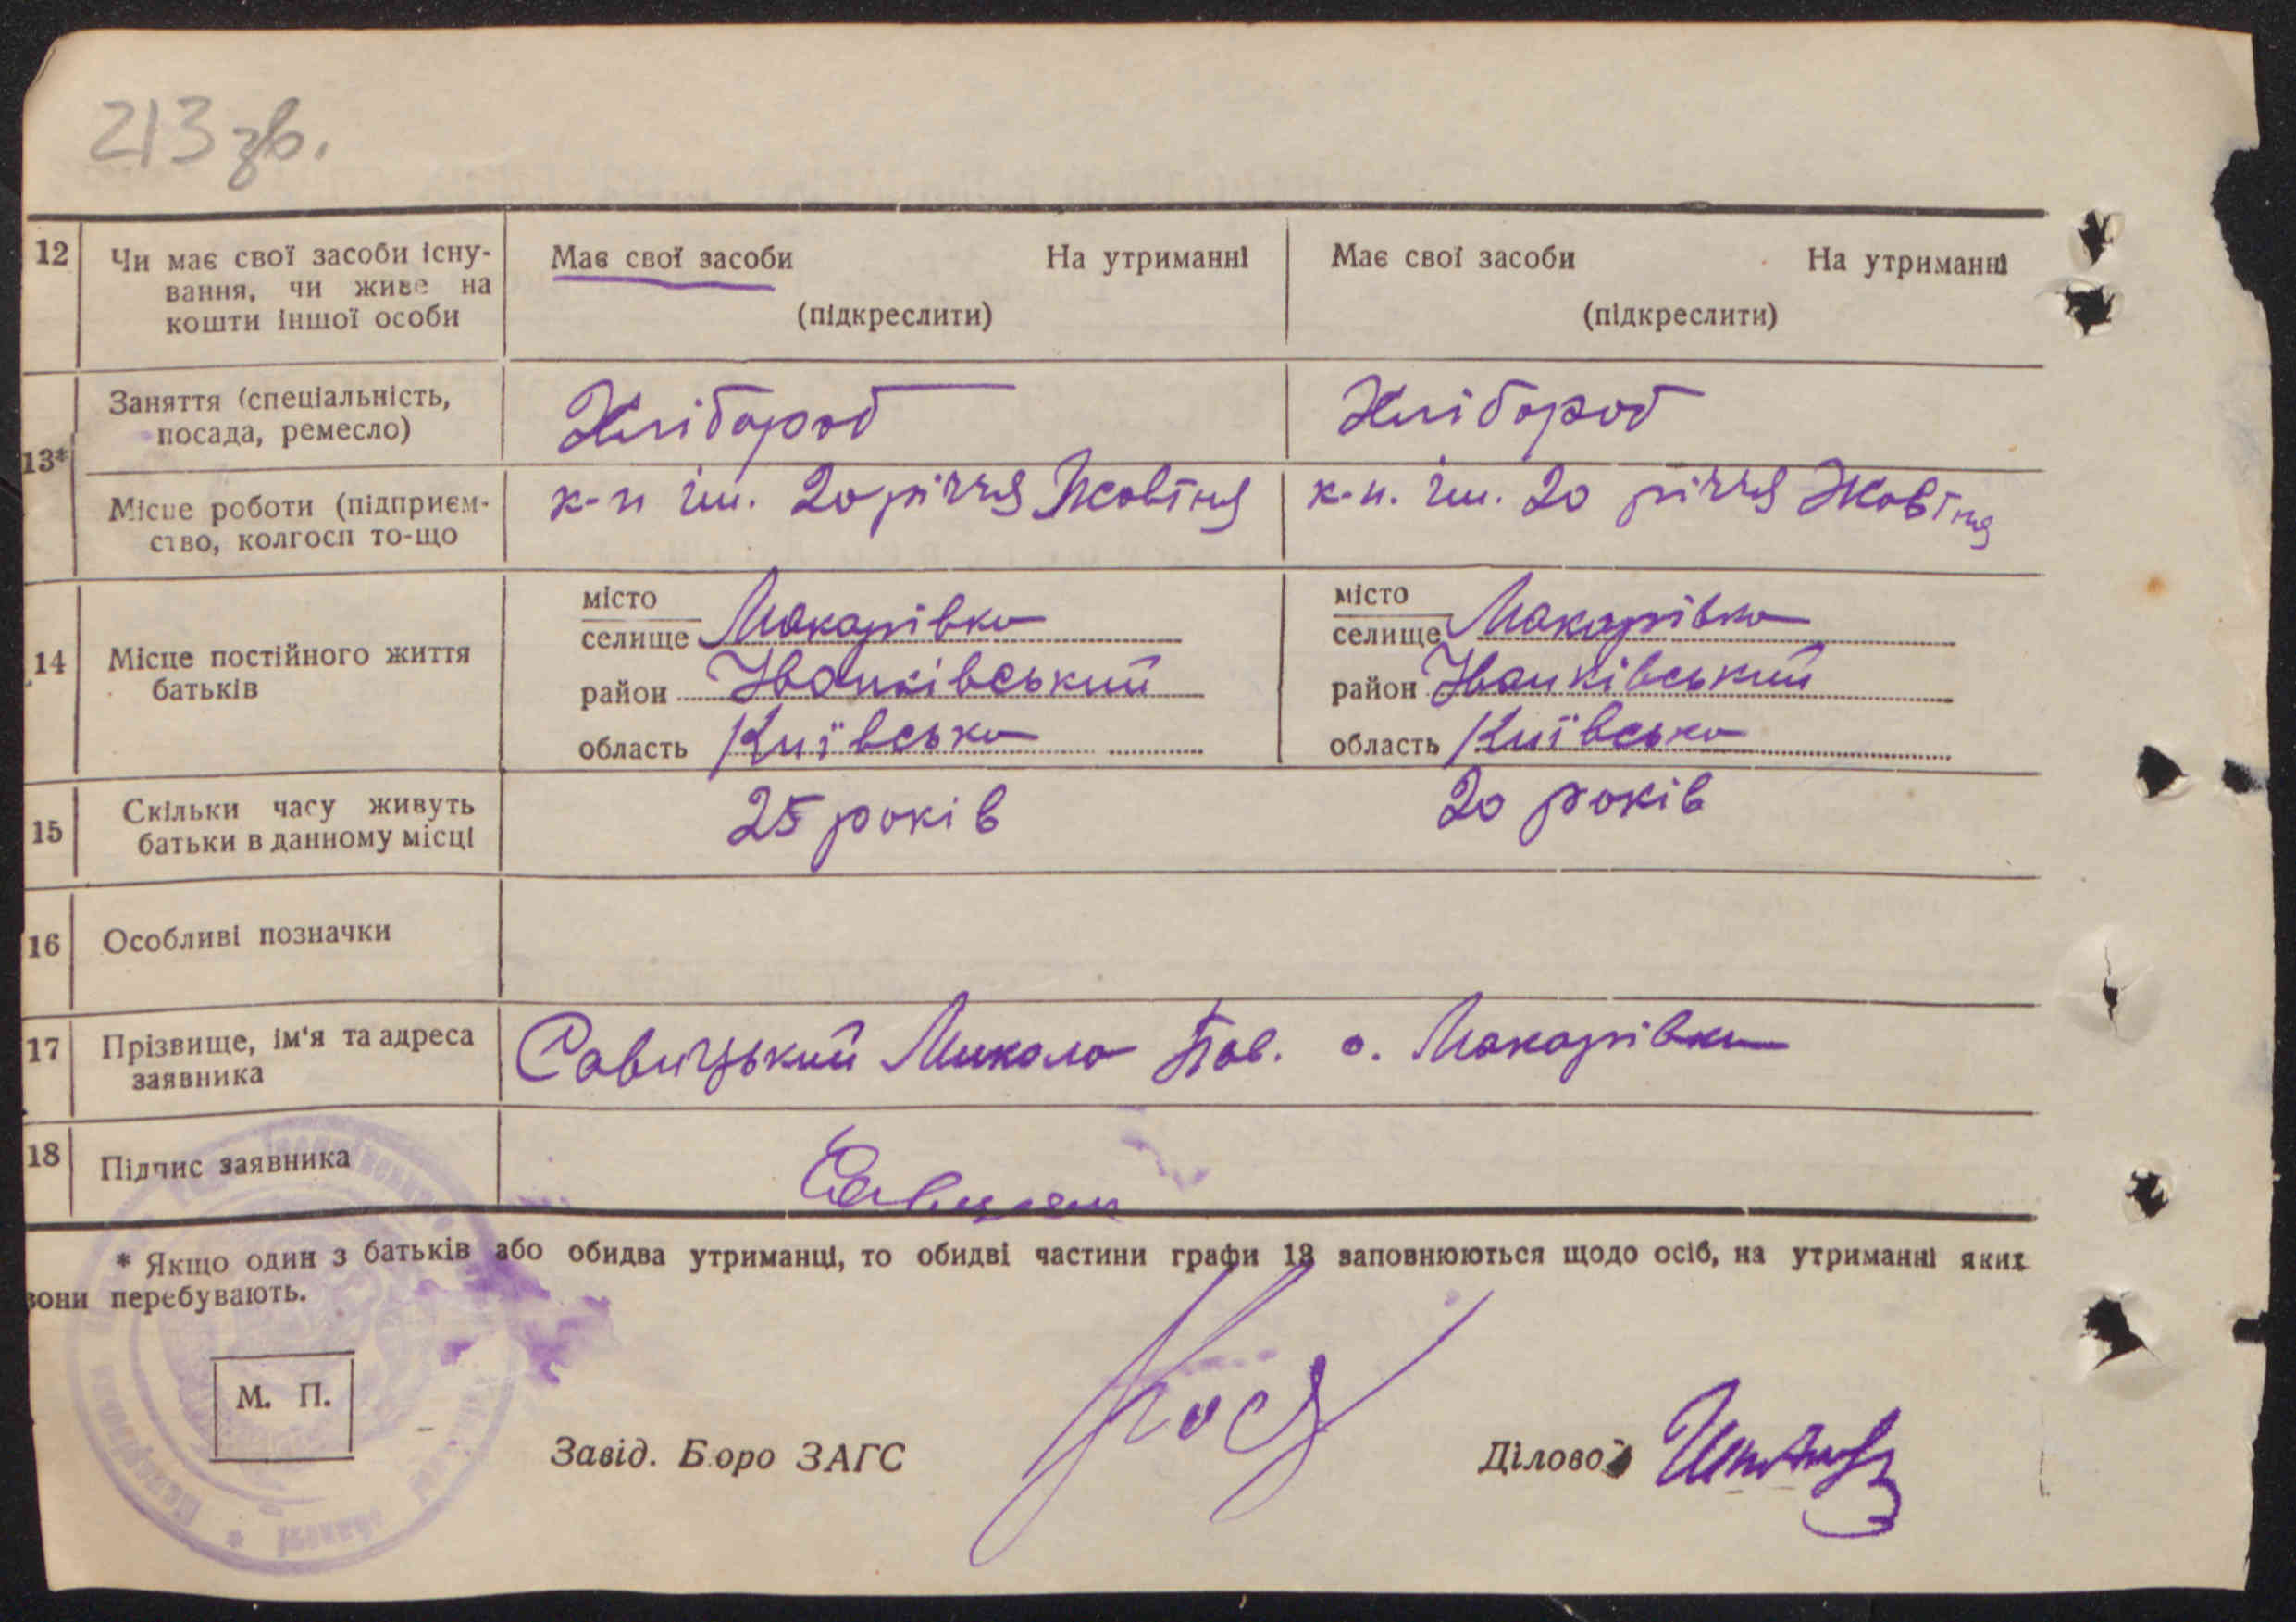 213 зв.
12 Чи має свої засоби існу- Має свої засоби На утриманні Має свої засоби На утриманні
вання, чи живе на
кошти іншої особи (підкреслити) (підкреслити)
13* Заняття (спеціальність, Хлібороб Хлібороб
посада, ремесло)
Місце роботи (підприєм- к-п ім. 20 річчя Жовтня к-п. ім. 20 річчя Жовтня
ство, колгосп то-що
14 Місце постійного життя місто місто
батьків селище Макарівка селище Макарівка
район Іванківський район Іванківський
область Київська область Київська
15 Скільки часу живуть 25 років 20 років
батьки в данному місці
16 Особливі позначки
17 Прізвище, ім'я та адреса Савицький Микола Пав. с. Макарівка
заявника
18 Підпис заявника
* Якщо один з батьків або обидва утриманці, то обидві частини графи 13 заповнюються щодо осіб, на утриманні яких
вони перебувають.
М. П.
Завід. Бюро ЗАГС Діловод